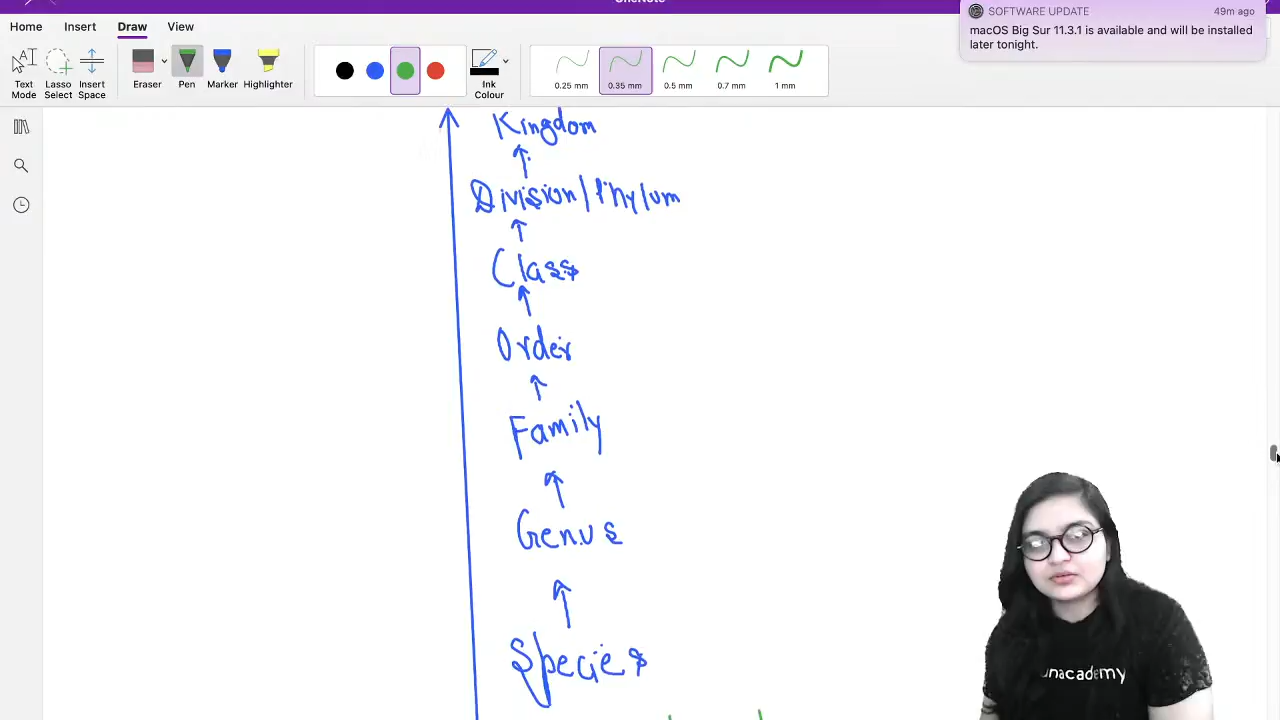 OneNote
Home Insert Draw View
Text Mode
Lasso Select
Insert Space
Eraser
Pen
Marker
Highlighter
Ink Colour
0.25 mm
0.35 mm
0.5 mm
0.7 mm
1 mm
SOFTWARE UPDATE 49m ago
macOS Big Sur 11.3.1 is available and will be installed
later tonight.
Kingdom
Division/Phylum
Class
Order
Family
Genus
Species
unacademy